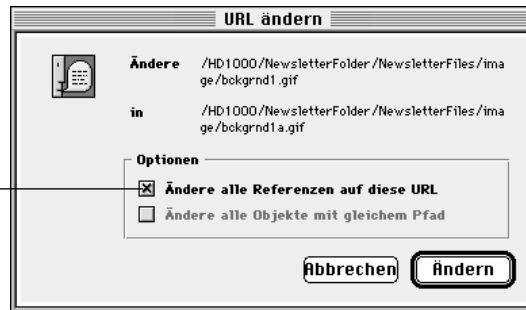 URL ändern
Ändere /HD1000/NewsletterFolder/NewsletterFiles/ima
ge/bckgrnd1.gif
in /HD1000/NewsletterFolder/NewsletterFiles/ima
ge/bckgrnd1a.gif
Optionen
Ändere alle Referenzen auf diese URL
Ändere alle Objekte mit gleichem Pfad
Abbrechen Ändern